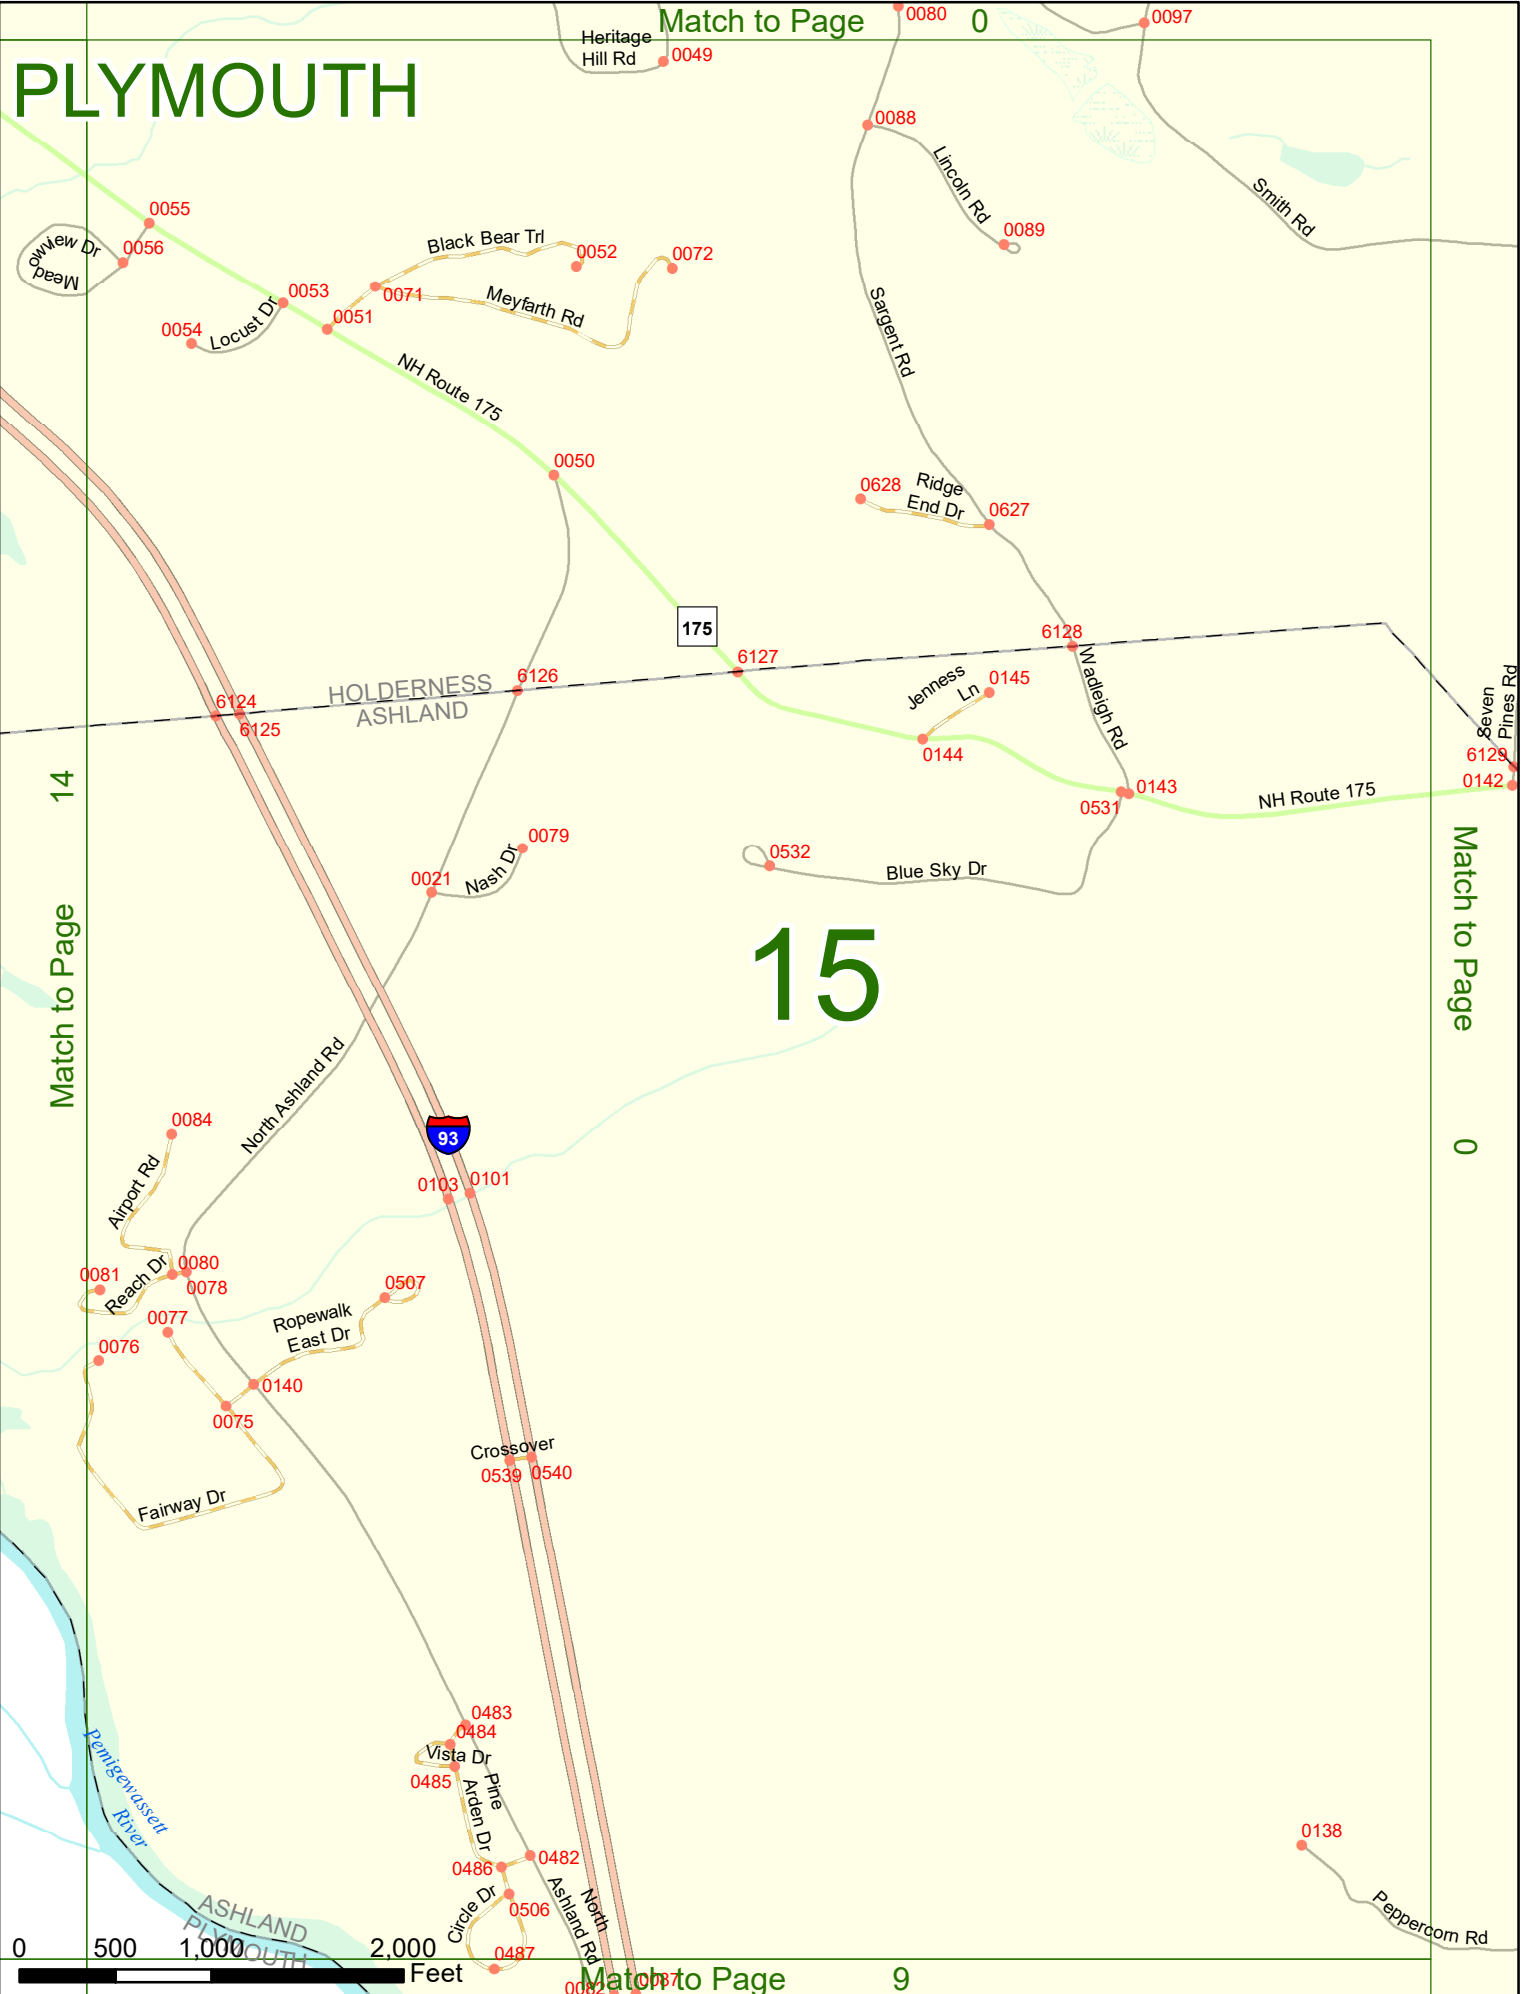 Match to Page 0
0080
0097
Heritage
Hill Rd
0049
PLYMOUTH
0088
Lincoln Rd
Smith Rd
0055
0056
Meadowview Dr
Black Bear Trl
0052
0072
0089
0053
0071
0051
Meyfarth Rd
0054
Locust Dr
Sargent Rd
NH Route 175
0050
0628
Ridge
End Dr
0627
175
6128
6127
6126
HOLDERNESS
ASHLAND
6124
6125
Jenness
Ln
0145
Wadleigh Rd
Seven
Pines Rd
0144
6129
0142
0143
0531
NH Route 175
14
Match to Page
0079
Nash Dr
0021
0532
Blue Sky Dr
15
Match to Page
0
North Ashland Rd
0084
93
Airport Rd
0103
0101
0080
0078
0081
Reach Dr
0507
0077
Ropewalk
East Dr
0076
0140
0075
Crossover
0539
0540
Fairway Dr
0483
0484
Vista Dr
0485
Pine
Arden Dr
Pemigewassett
River
0138
0482
0486
Circle Dr
0506
North
Ashland Rd
Peppercorn Rd
ASHLAND
PLYMOUTH
0487
0 500 1,000 2,000
Feet
0082
0087
Match to Page 9